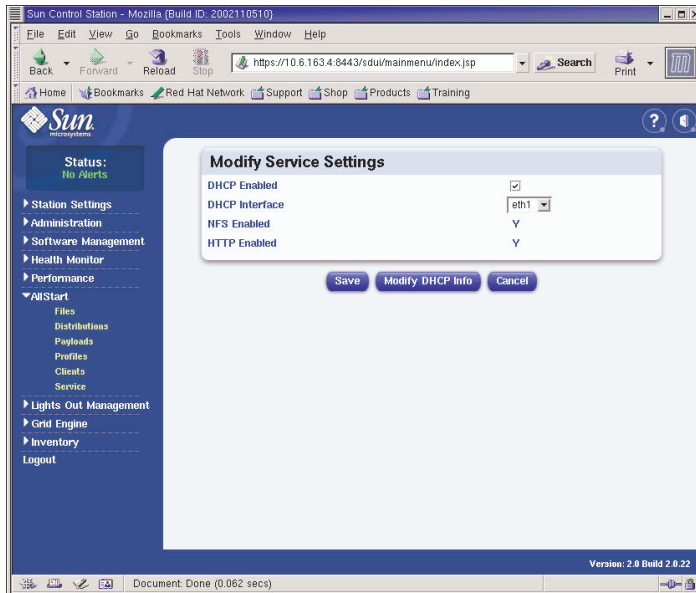 Sun Control Station - Mozilla {Build ID: 2002110510}
File Edit View Go Bookmarks Tools Window Help
Back Forward Reload Stop https://10.6.163.4:8443/sdui/mainmenu/index.jsp Search Print
Home Bookmarks Red Hat Network Support Shop Products Training
Sun
microsystems
?
Status:
No Alerts
Station Settings
Administration
Software Management
Health Monitor
Performance
AllStart
Files
Distributions
Payloads
Profiles
Clients
Service
Lights Out Management
Grid Engine
Inventory
Logout
Modify Service Settings
DHCP Enabled
DHCP Interface eth1
NFS Enabled Y
HTTP Enabled Y
Save Modify DHCP Info Cancel
Version: 2.0 Build 2.0.22
Document: Done (0.062 secs)